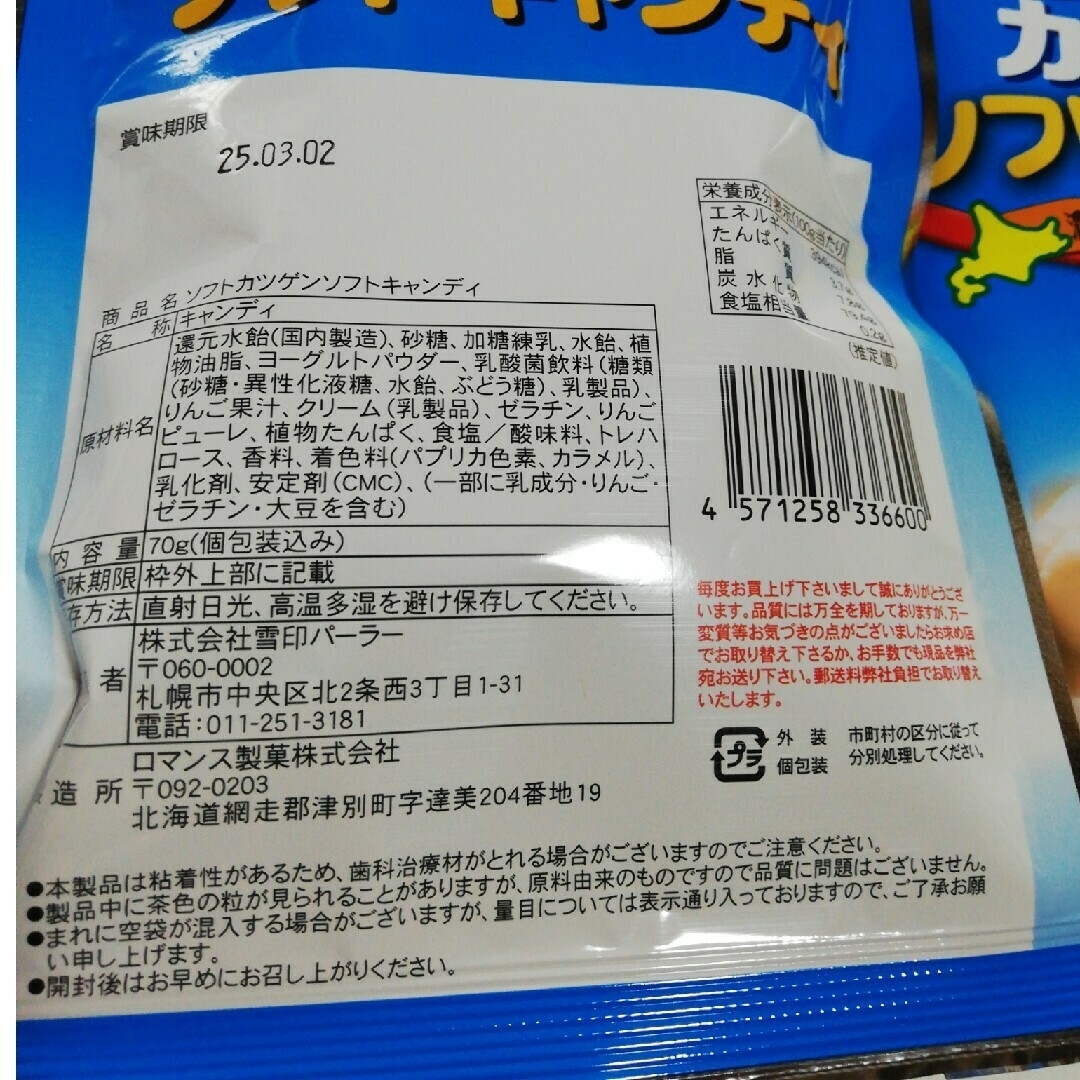 ソフトキャンディ
賞味期限
25.03.02
商品名 ソフトカツゲンソフトキャンディ
名称 キャンディ
原材料名
還元水飴(国内製造)、砂糖、加糖練乳、水飴、植
物油脂、ヨーグルトパウダー、乳酸菌飲料(糖類
(砂糖・異性化液糖、水飴、ぶどう糖)、乳製品)、
りんご果汁、クリーム(乳製品)、ゼラチン、りんご
ピューレ、植物たんぱく、食塩／酸味料、トレハ
ロース、香料、着色料(パプリカ色素、カラメル)、
乳化剤、安定剤(CMC)、(一部に乳成分・りんご・
ゼラチン・大豆を含む)
内容量 70g(個包装込み)
賞味期限 枠外上部に記載
存方法 直射日光、高温多湿を避け保存してください。
者
株式会社雪印パーラー
〒060-0002
札幌市中央区北2条西3丁目1-31
電話:011-251-3181
造所
ロマンス製菓株式会社
〒092-0203
北海道網走郡津別町字達美204番地19
●本製品は粘着性があるため、歯科治療材がとれる場合がございますのでご注意ください。
●製品中に茶色の粒が見られることがありますが、原料由来のものですので品質に問題はございません。
●まれに空袋が混入する場合がございますが、量目については表示通り入っておりますので、ご了承お願
い申し上げます。
●開封後はお早めにお召し上がりください。
栄養成分表示(100g当たり)
エネルギー
たんぱく質
脂質
炭水化物
食塩相当量
(推定値)
4 571258 336600
毎度お買上げ下さいまして誠にありがとうござ
います。品質には万全を期しておりますが、万一
変質等お気づきの点がございましたらお求め店
でお取り替え下さるか、お手数でも現品を弊社
宛お送り下さい。郵送料弊社負担でお取り替え
いたします。
プラ
外装
個包装
市町村の区分に従って
分別処理してください。
カ
ソフ